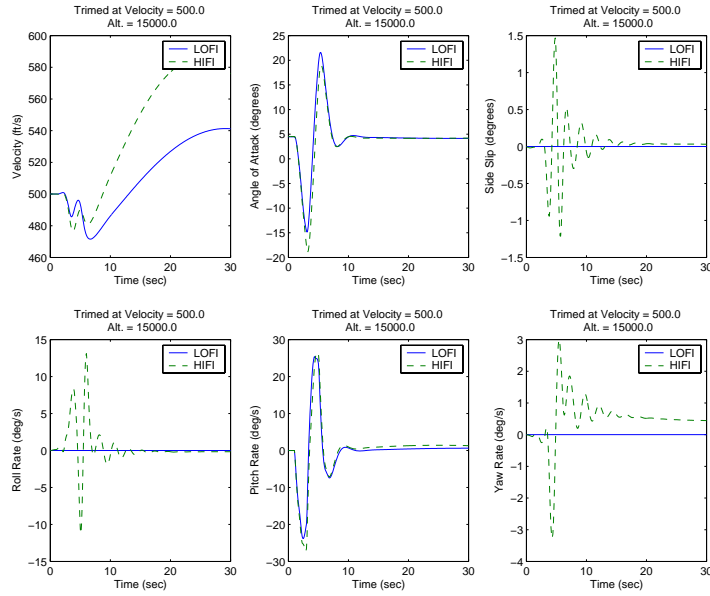 Trimed at Velocity = 500.0
Alt. = 15000.0
600
580
560
540
520
500
480
460
Velocity (ft/s)
LOFI
HIFI
0
10
20
30
Time (sec)
Trimed at Velocity = 500.0
Alt. = 15000.0
25
20
15
10
5
0
-5
-10
-15
-20
Angle of Attack (degrees)
LOFI
HIFI
0
10
20
30
Time (sec)
Trimed at Velocity = 500.0
Alt. = 15000.0
1.5
1
0.5
0
-0.5
-1
-1.5
Side Slip (degrees)
LOFI
HIFI
0
10
20
30
Time (sec)
Trimed at Velocity = 500.0
Alt. = 15000.0
15
10
5
0
-5
-10
-15
Roll Rate (deg/s)
LOFI
HIFI
0
10
20
30
Time (sec)
Trimed at Velocity = 500.0
Alt. = 15000.0
30
20
10
0
-10
-20
-30
Pitch Rate (deg/s)
LOFI
HIFI
0
10
20
30
Time (sec)
Trimed at Velocity = 500.0
Alt. = 15000.0
3
2
1
0
-1
-2
-3
-4
Yaw Rate (deg/s)
LOFI
HIFI
0
10
20
30
Time (sec)